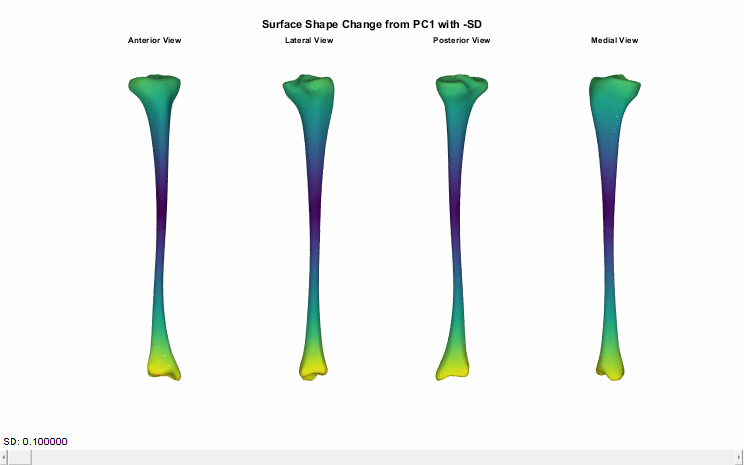 Surface Shape Change from PC1 with -SD
Anterior View Lateral View Posterior View Medial View
SD: 0.100000